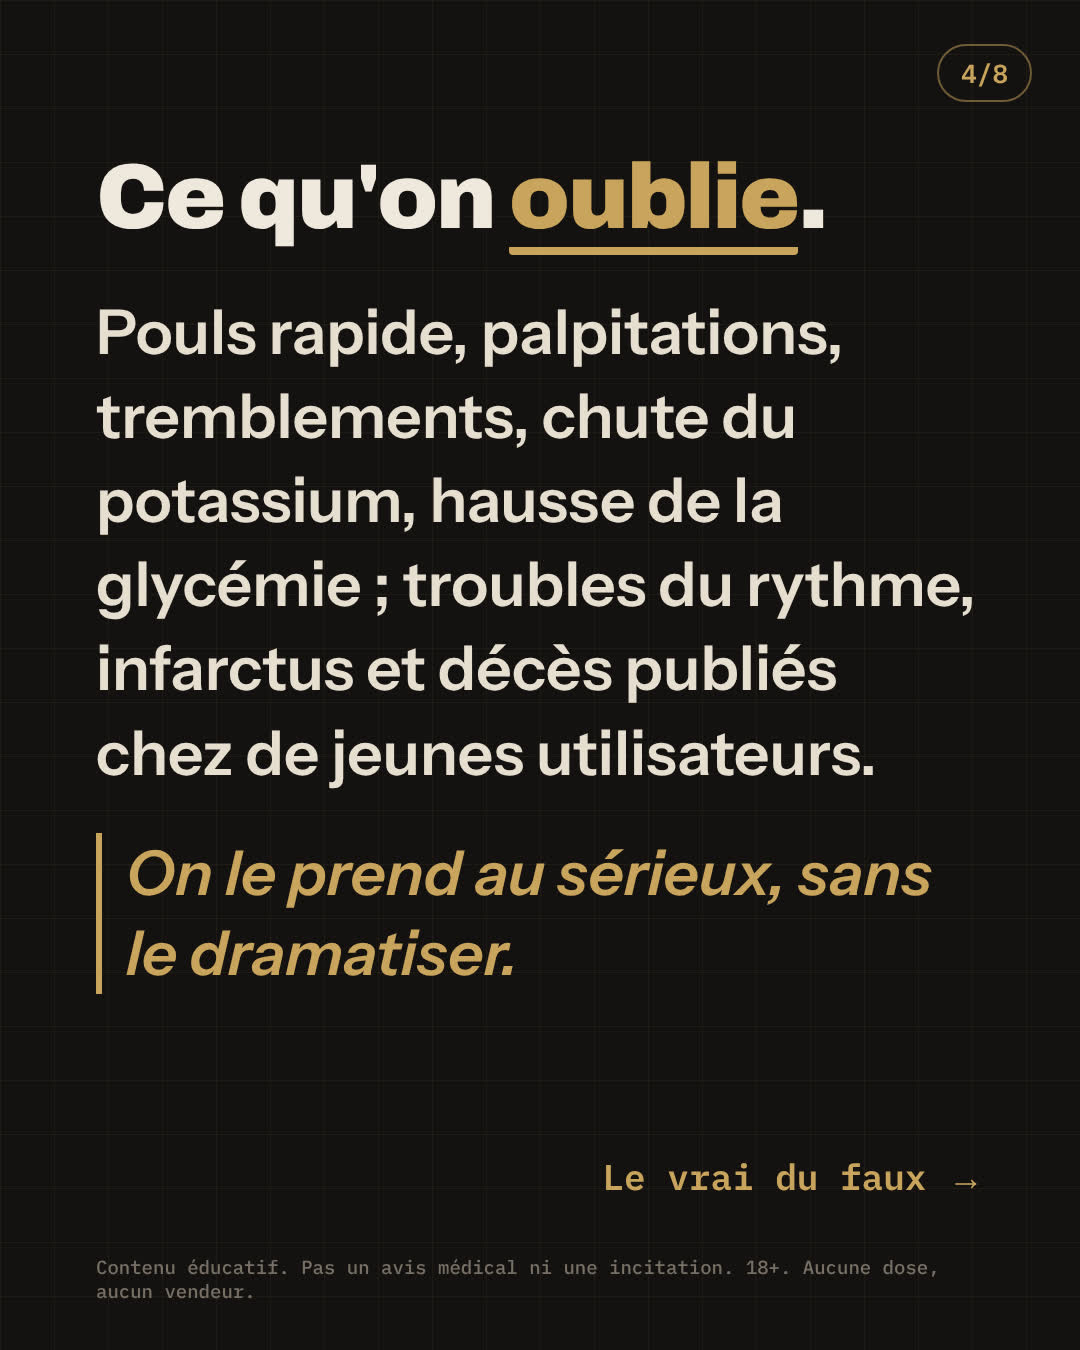 4/8
Ce qu'on oublie.
Pouls rapide, palpitations,
tremblements, chute du
potassium, hausse de la
glycémie ; troubles du rythme,
infarctus et décès publiés
chez de jeunes utilisateurs.
On le prend au sérieux, sans
le dramatiser.
Le vrai du faux →
Contenu éducatif. Pas un avis médical ni une incitation. 18+. Aucune dose,
aucun vendeur.